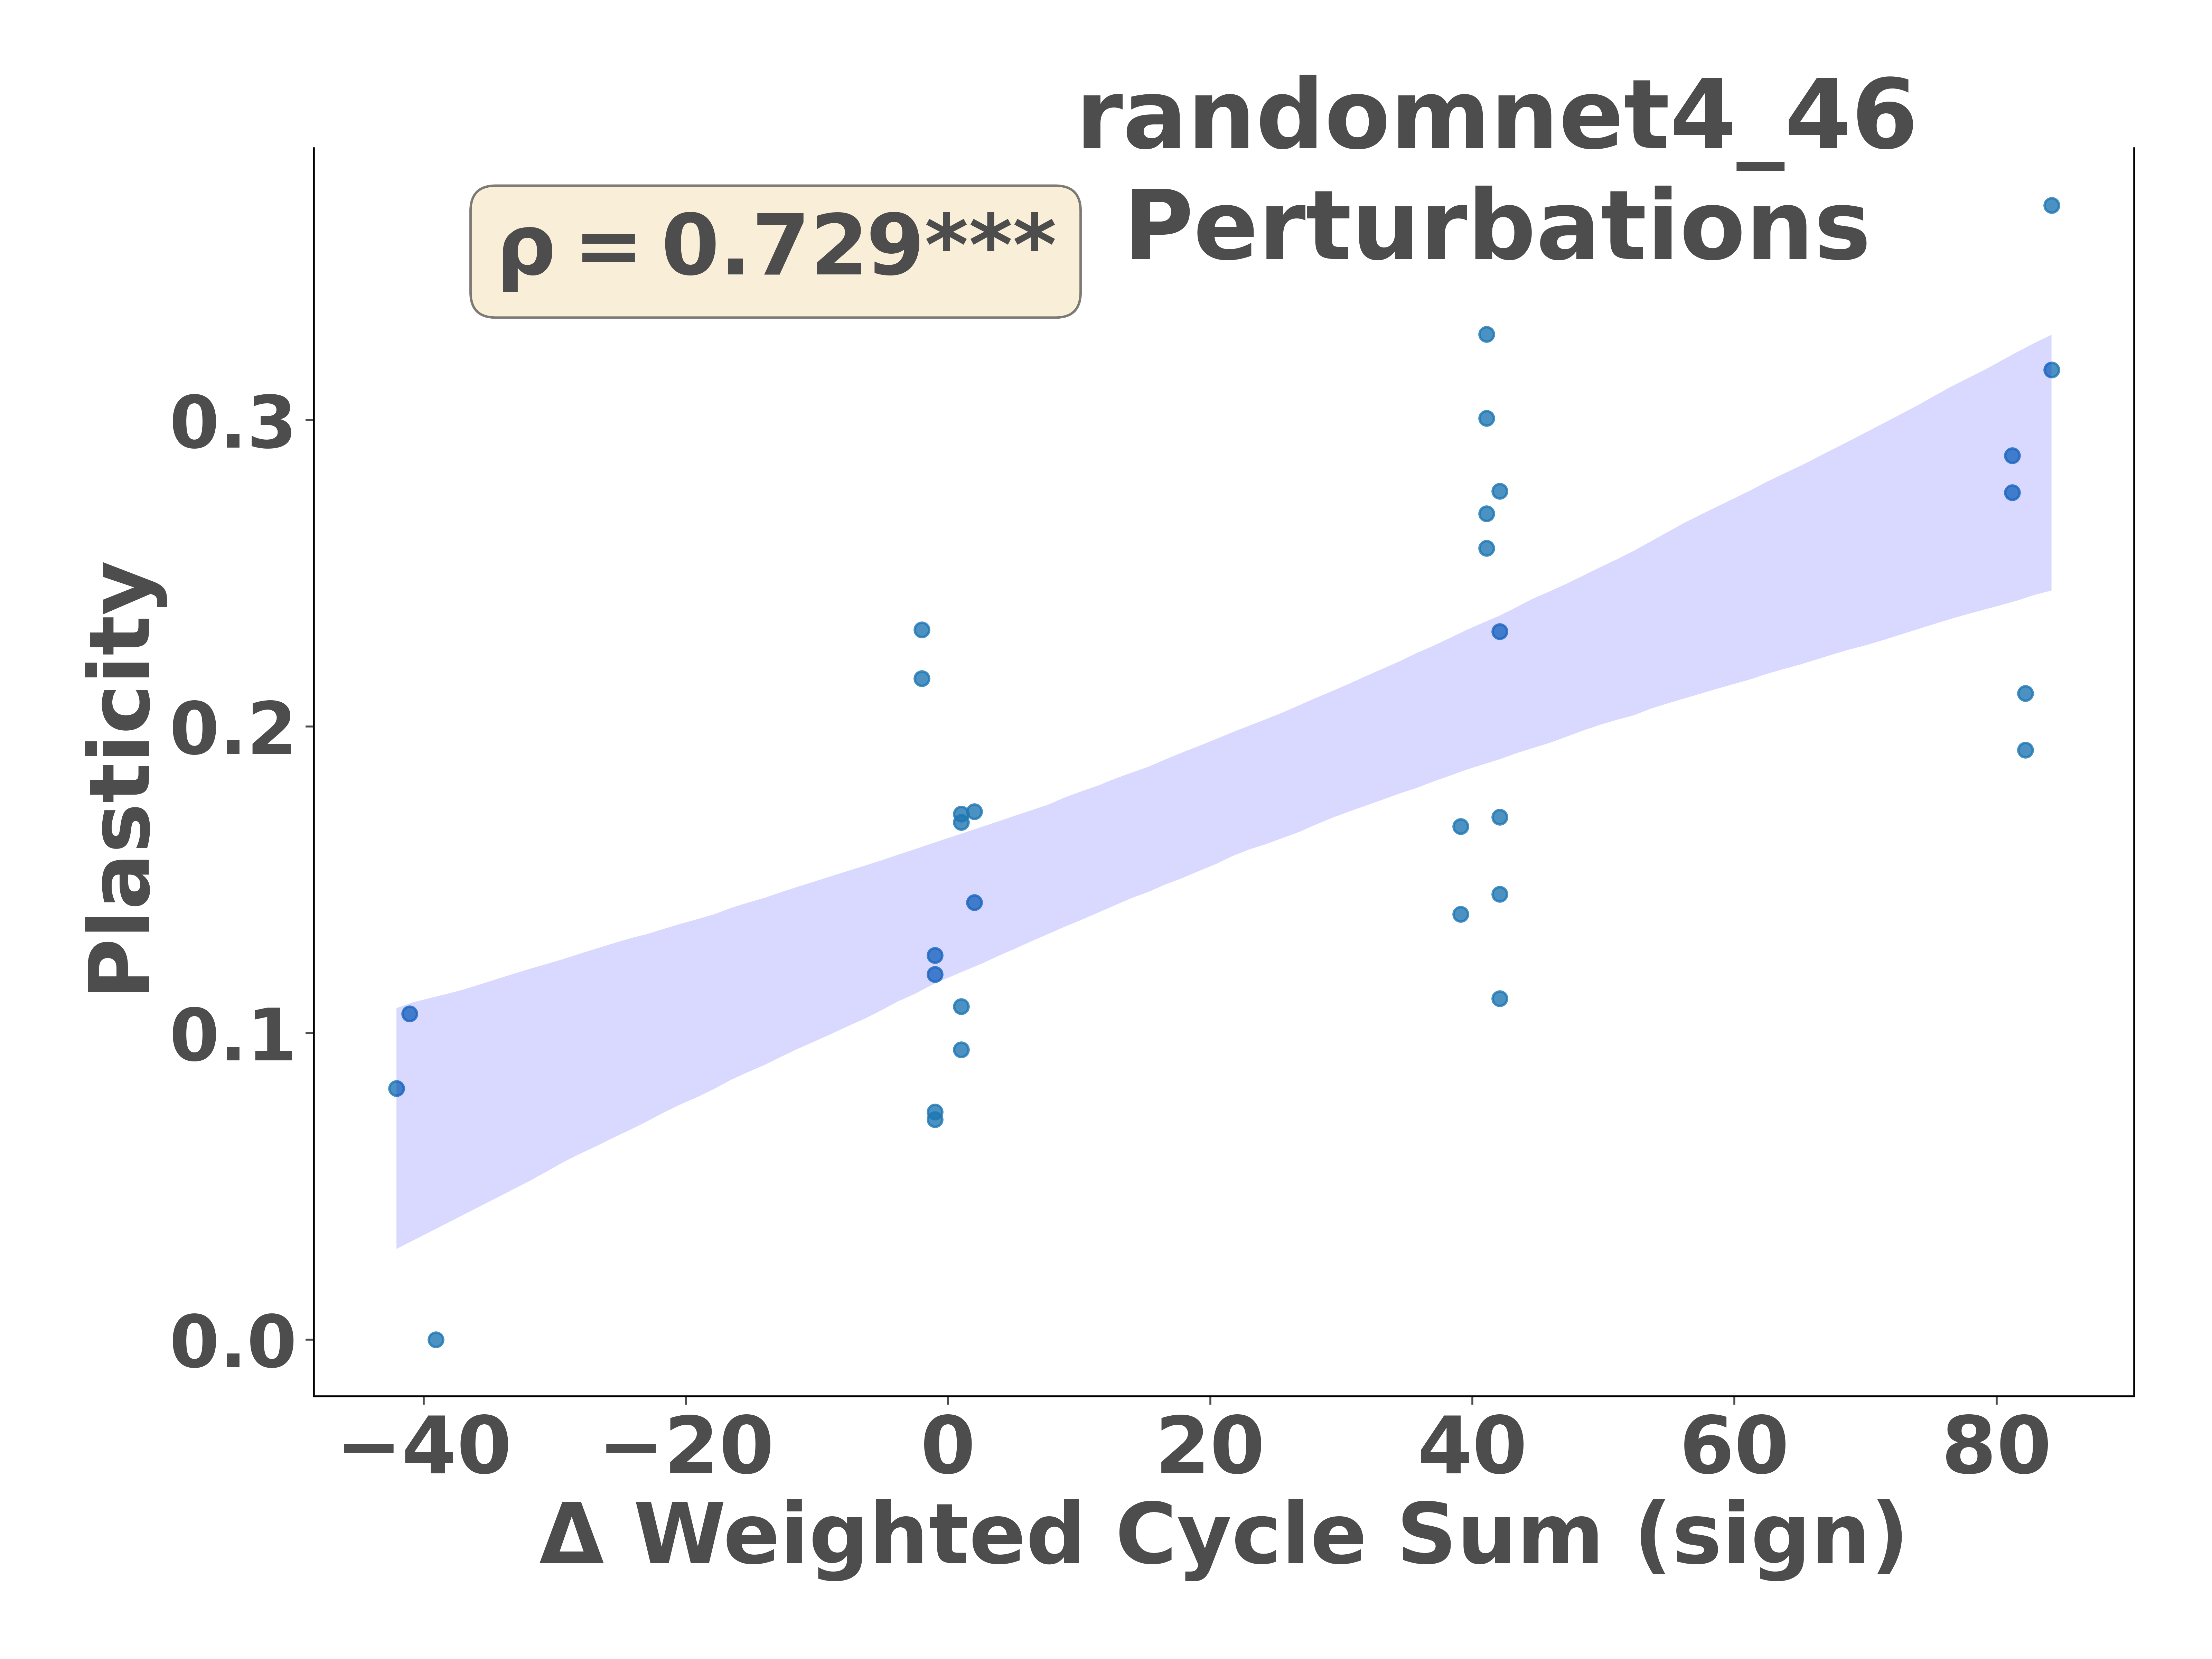 randomnet4_46
Perturbations
ρ = 0.729***
Plasticity
0.3
0.2
0.1
0.0
−40 −20 0 20 40 60 80
Δ Weighted Cycle Sum (sign)